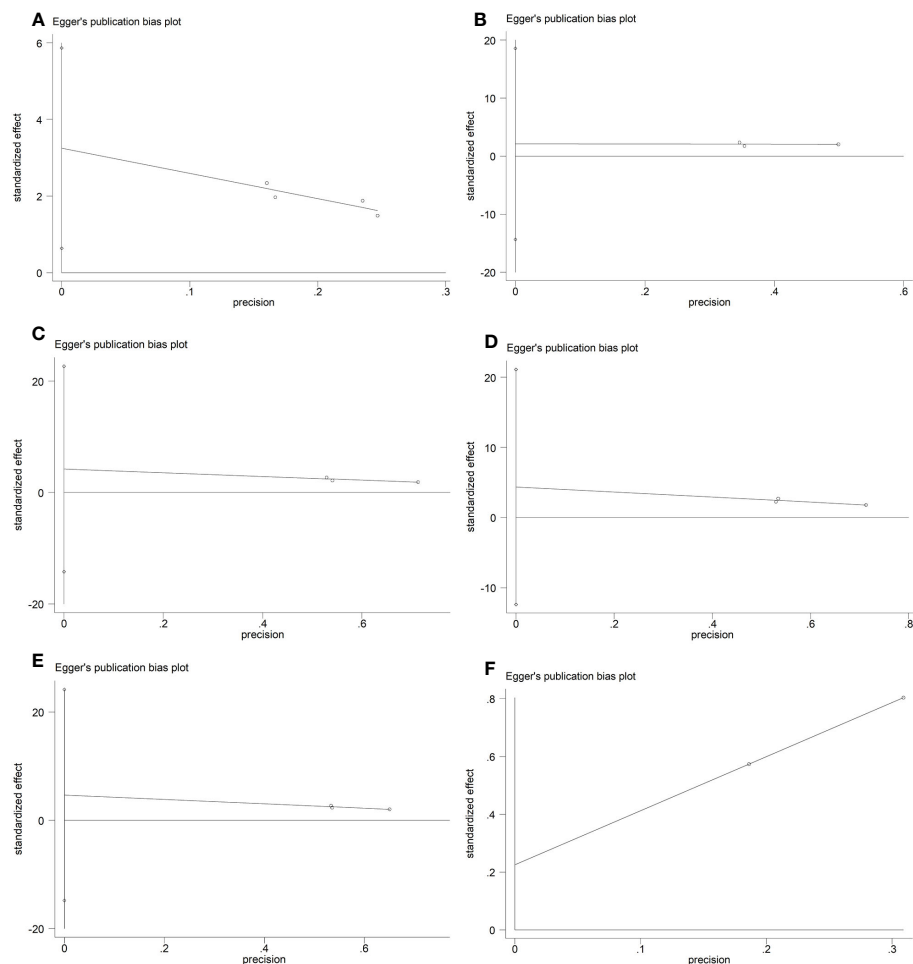 A
Egger's publication bias plot
6
4
2
0
standardized effect
0 .1 .2 .3
precision
B
Egger's publication bias plot
20
10
0
-10
-20
standardized effect
0 .2 .4 .6
precision
C
Egger's publication bias plot
20
0
-20
standardized effect
0 .2 .4 .6
precision
D
Egger's publication bias plot
20
10
0
-10
standardized effect
0 .2 .4 .6 .8
precision
E
Egger's publication bias plot
20
0
-20
standardized effect
0 .2 .4 .6
precision
F
Egger's publication bias plot
.8
.6
.4
.2
0
standardized effect
0 .1 .2 .3
precision